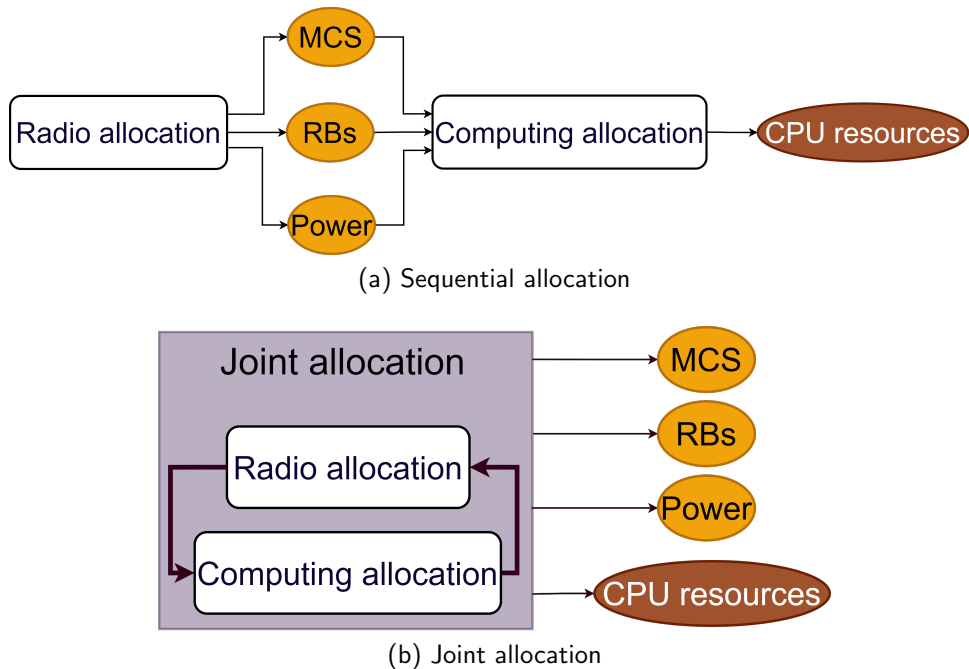 MCS
Radio allocation
RBs
Computing allocation
CPU resources
Power
(a) Sequential allocation
Joint allocation
MCS
RBs
Radio allocation
Power
Computing allocation
CPU resources
(b) Joint allocation